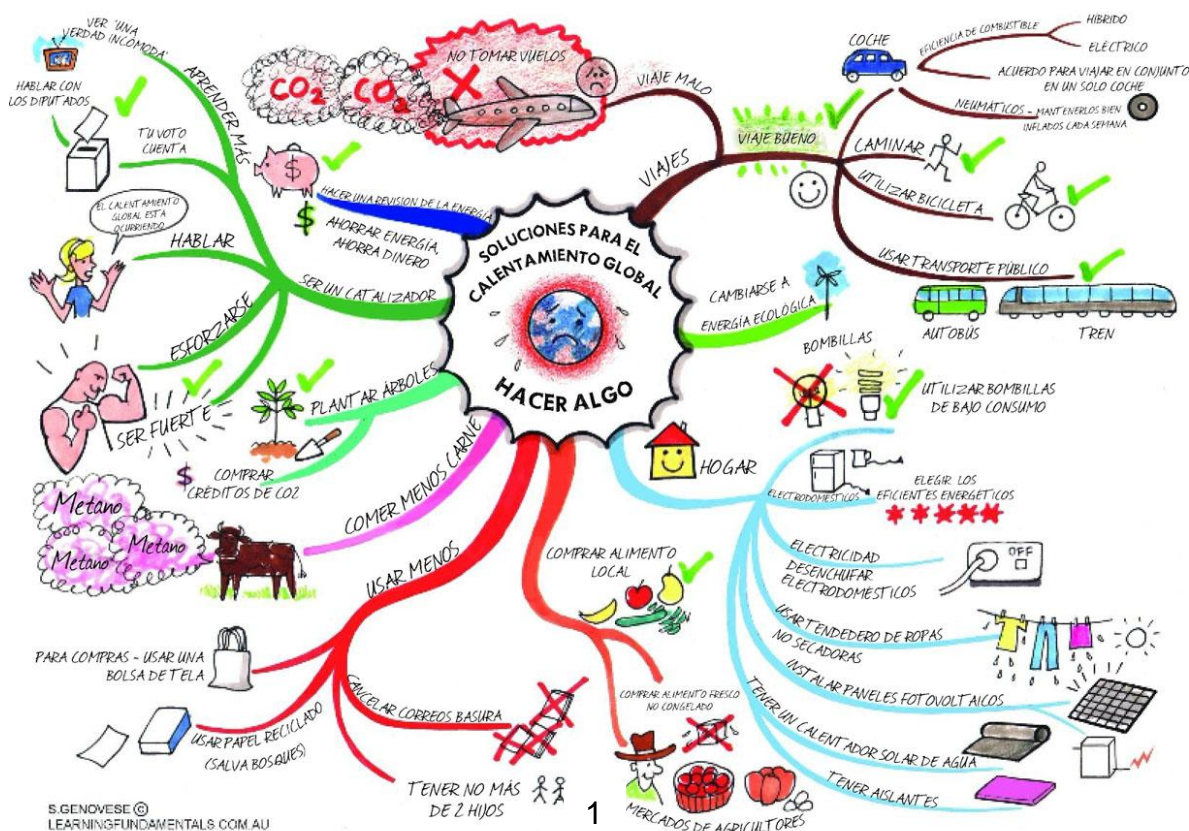 SOLUCIONES PARA EL
CALENTAMIENTO GLOBAL
HACER ALGO
VIAJES
VIAJE MALO
NO TOMAR VUELOS
CO2
CO2
VIAJE BUENO
COCHE
EFICIENCIA DE COMBUSTIBLE
HÍBRIDO
ELÉCTRICO
ACUERDO PARA VIAJAR EN CONJUNTO
EN UN SOLO COCHE
NEUMÁTICOS - MANTENERLOS BIEN
INFLADOS CADA SEMANA
CAMINAR
UTILIZAR BICICLETA
USAR TRANSPORTE PÚBLICO
AUTOBÚS
TREN
CAMBIARSE A
ENERGÍA ECOLÓGICA
HOGAR
BOMBILLAS
UTILIZAR BOMBILLAS
DE BAJO CONSUMO
ELECTRODOMÉSTICOS
ELEGIR LOS
EFICIENTES ENERGÉTICOS
ELECTRICIDAD
DESENCHUFAR
ELECTRODOMÉSTICOS
OFF
USAR TENDEDERO DE ROPAS
NO SECADORAS
INSTALAR PANELES FOTOVOLTAICOS
TENER UN CALENTADOR SOLAR DE AGUA
TENER AISLANTES
COMPRAR ALIMENTO
LOCAL
COMPRAR ALIMENTO FRESCO
NO CONGELADO
MERCADOS DE AGRICULTORES
USAR MENOS
PARA COMPRAS - USAR UNA
BOLSA DE TELA
USAR PAPEL RECICLADO
(SALVA BOSQUES)
CANCELAR CORREOS BASURA
TENER NO MÁS
DE 2 HIJOS
COMER MENOS CARNE
Metano
Metano
Metano
PLANTAR ÁRBOLES
$ COMPRAR
CRÉDITOS DE CO2
SER UN CATALIZADOR
APRENDER MÁS
VER 'UNA
VERDAD INCOMODA'
HABLAR CON
LOS DIPUTADOS
TU VOTO
CUENTA
HABLAR
EL CALENTAMIENTO
GLOBAL ESTA
OCURRIENDO
ESFORZARSE
SER FUERTE
HACER UNA REVISION DE LA ENERGÍA
$
$ AHORRAR ENERGÍA,
AHORRA DINERO
S.GENOVESE ©
LEARNINGFUNDAMENTALS.COM.AU
1